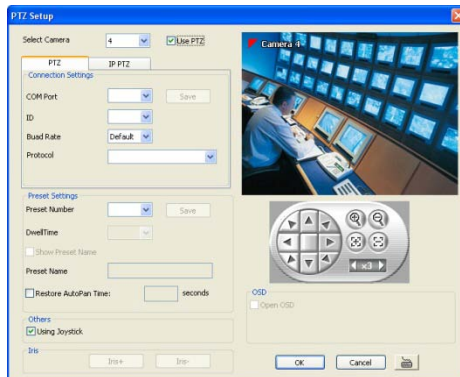 PTZ Setup
Select Camera 4 Use PTZ
PTZ IP PTZ
Connection Settings
COM Port Save
ID
Buad Rate Default
Protocol
Preset Settings
Preset Number Save
DwellTime
Show Preset Name
Preset Name
Restore AutoPan Time: seconds
Others
Using Joystick
Iris
Iris+ Iris-
Camera 4
x3
OSD
Open OSD
OK Cancel